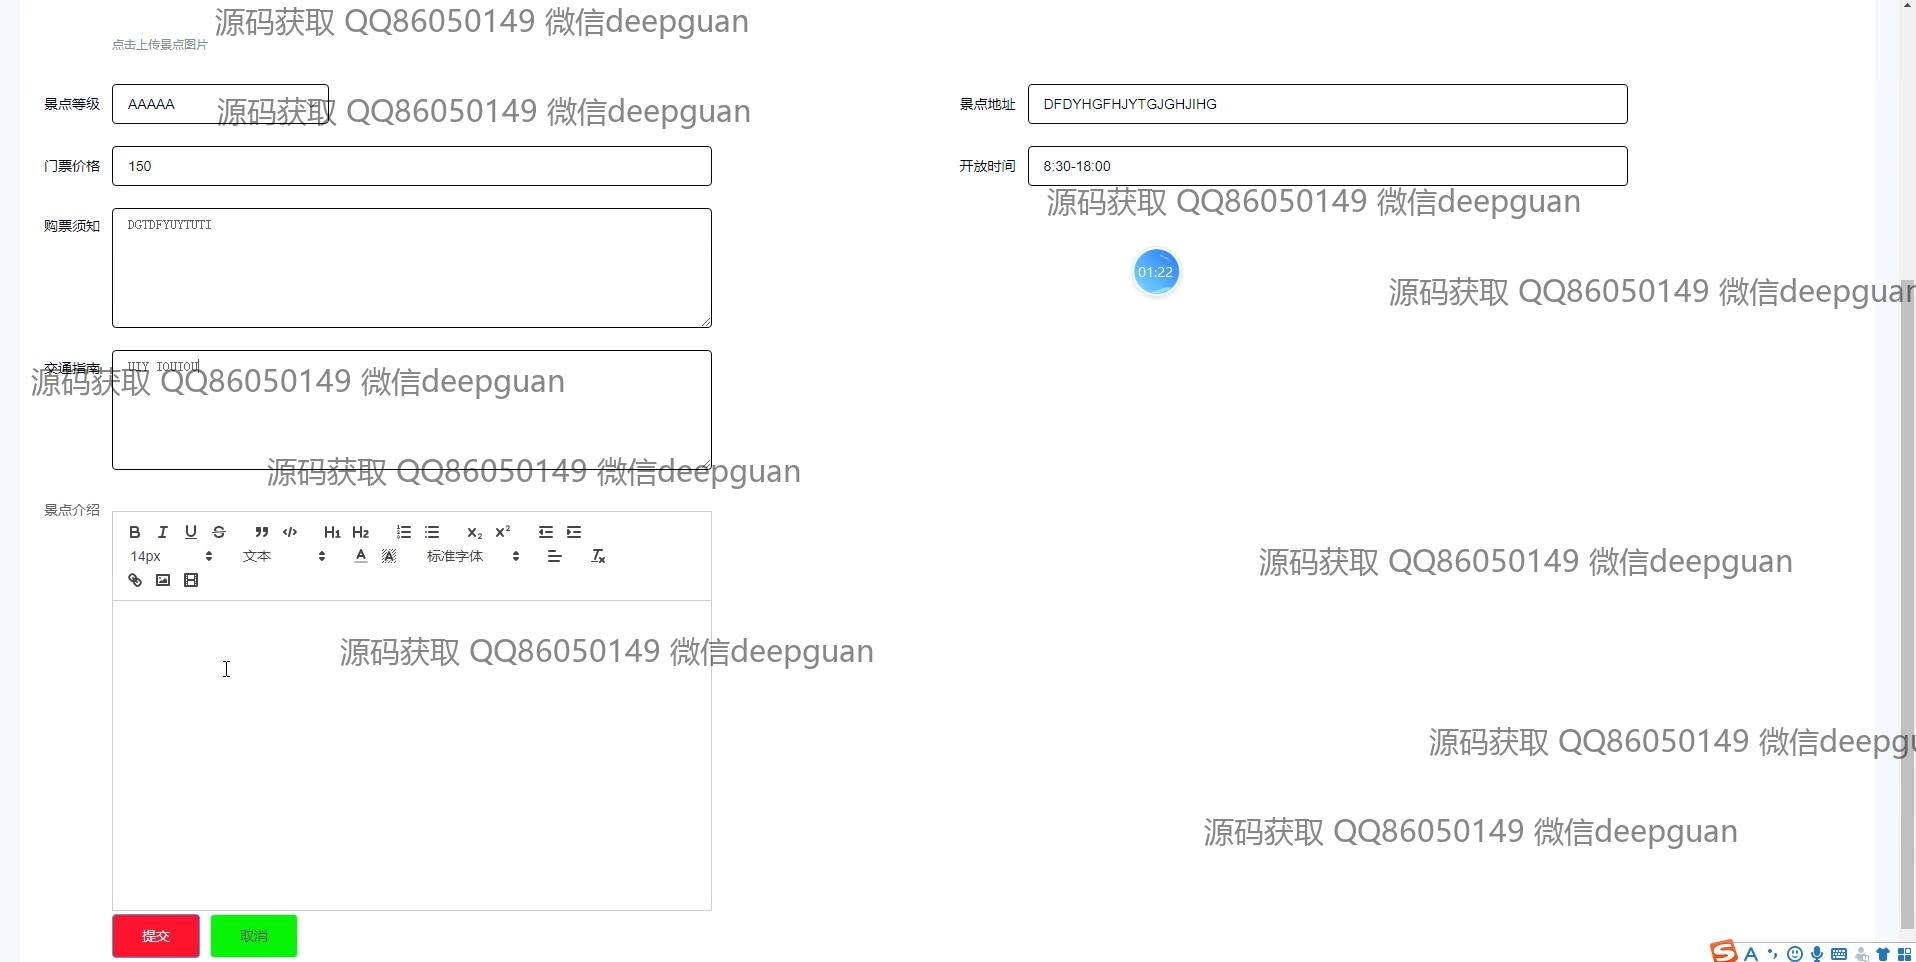 源码获取 QQ86050149 微信deepguan
点击上传景点图片
景点等级 AAAAA
源码获取 QQ86050149 微信deepguan
景点地址 DFDYHGFHJYTGJGHJIHG
门票价格 150
开放时间 8:30-18:00
源码获取 QQ86050149 微信deepguan
购票须知 DGTDFYUYTUTI
01:22
源码获取 QQ86050149 微信deepguan
交通指南 UIY IOUIOU
源码获取 QQ86050149 微信deepguan
源码获取 QQ86050149 微信deepguan
景点介绍
B I U S H1 H2 x2 x2
14px 文本 A A 标准字体 Tx
源码获取 QQ86050149 微信deepguan
源码获取 QQ86050149 微信deepguan
源码获取 QQ86050149 微信deepgu
源码获取 QQ86050149 微信deepguan
提交 取消
S A